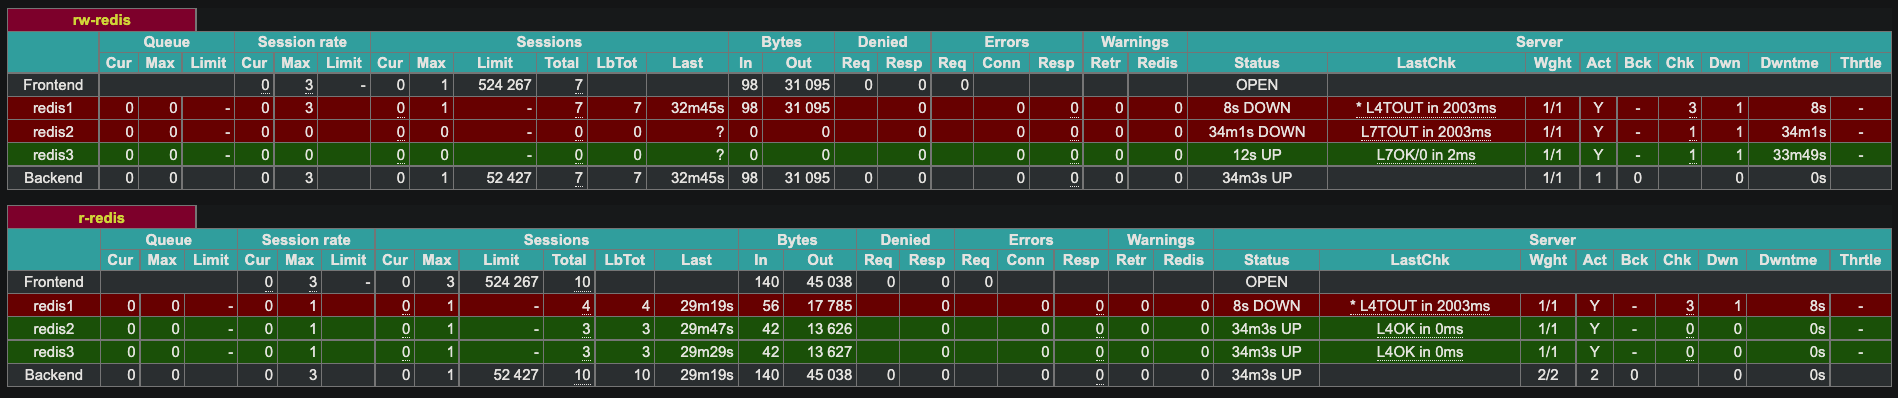 rw-redis
Queue Session rate Sessions Bytes Denied Errors Warnings Server
Cur Max Limit Cur Max Limit Cur Max Limit Total LbTot Last In Out Req Resp Req Conn Resp Retr Redis Status LastChk Wght Act Bck Chk Dwn Dwntme Thrtle
Frontend 0 3 - 0 1 524 267 7 98 31 095 0 0 0 OPEN
redis1 0 0 - 0 3 0 1 - 7 7 32m45s 98 31 095 0 0 0 0 0 8s DOWN * L4TOUT in 2003ms 1/1 Y - 3 1 8s -
redis2 0 0 - 0 0 0 0 - 0 0 ? 0 0 0 0 0 0 0 34m1s DOWN L7TOUT in 2003ms 1/1 Y - 1 1 34m1s -
redis3 0 0 - 0 0 0 0 - 0 0 ? 0 0 0 0 0 0 0 12s UP L7OK/0 in 2ms 1/1 Y - 1 1 33m49s -
Backend 0 0 0 3 0 1 52 427 7 7 32m45s 98 31 095 0 0 0 0 0 0 34m3s UP 1/1 1 0 0 0s
r-redis
Queue Session rate Sessions Bytes Denied Errors Warnings Server
Cur Max Limit Cur Max Limit Cur Max Limit Total LbTot Last In Out Req Resp Req Conn Resp Retr Redis Status LastChk Wght Act Bck Chk Dwn Dwntme Thrtle
Frontend 0 3 - 0 3 524 267 10 140 45 038 0 0 0 OPEN
redis1 0 0 - 0 1 0 1 - 4 4 29m19s 56 17 785 0 0 0 0 0 8s DOWN * L4TOUT in 2003ms 1/1 Y - 3 1 8s -
redis2 0 0 - 0 1 0 1 - 3 3 29m47s 42 13 626 0 0 0 0 0 34m3s UP L4OK in 0ms 1/1 Y - 0 0 0s -
redis3 0 0 - 0 1 0 1 - 3 3 29m29s 42 13 627 0 0 0 0 0 34m3s UP L4OK in 0ms 1/1 Y - 0 0 0s -
Backend 0 0 0 3 0 1 52 427 10 10 29m19s 140 45 038 0 0 0 0 0 0 34m3s UP 2/2 2 0 0 0s